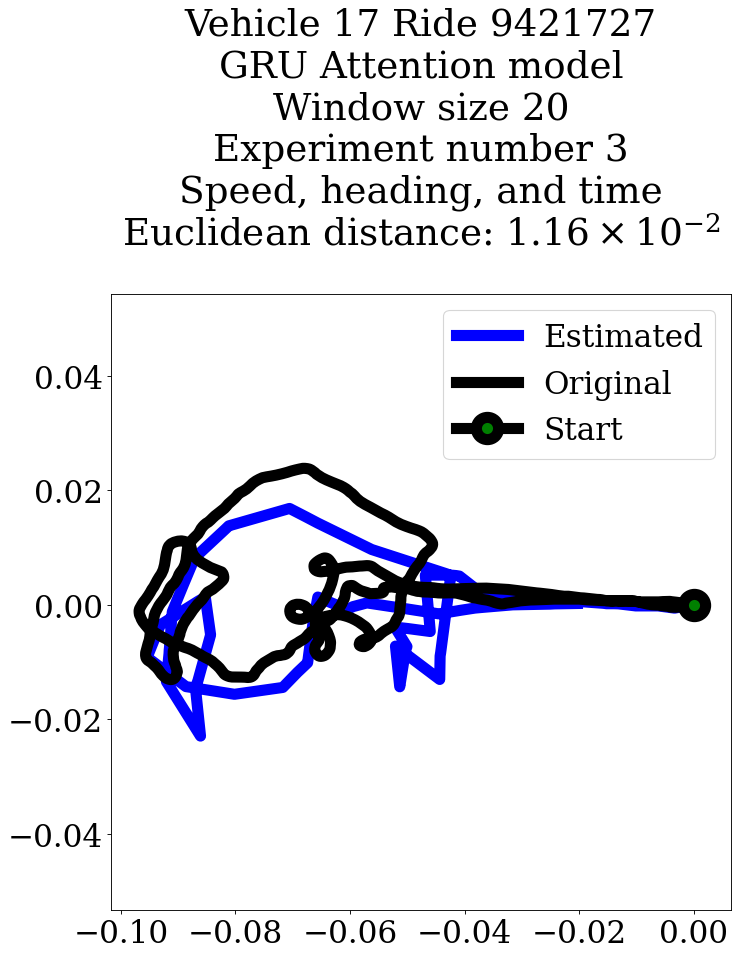 Vehicle 17 Ride 9421727
GRU Attention model
Window size 20
Experiment number 3
Speed, heading, and time
Euclidean distance: 1.16 × 10⁻²
Estimated
Original
Start
0.04
0.02
0.00
−0.02
−0.04
−0.10 −0.08 −0.06 −0.04 −0.02 0.00